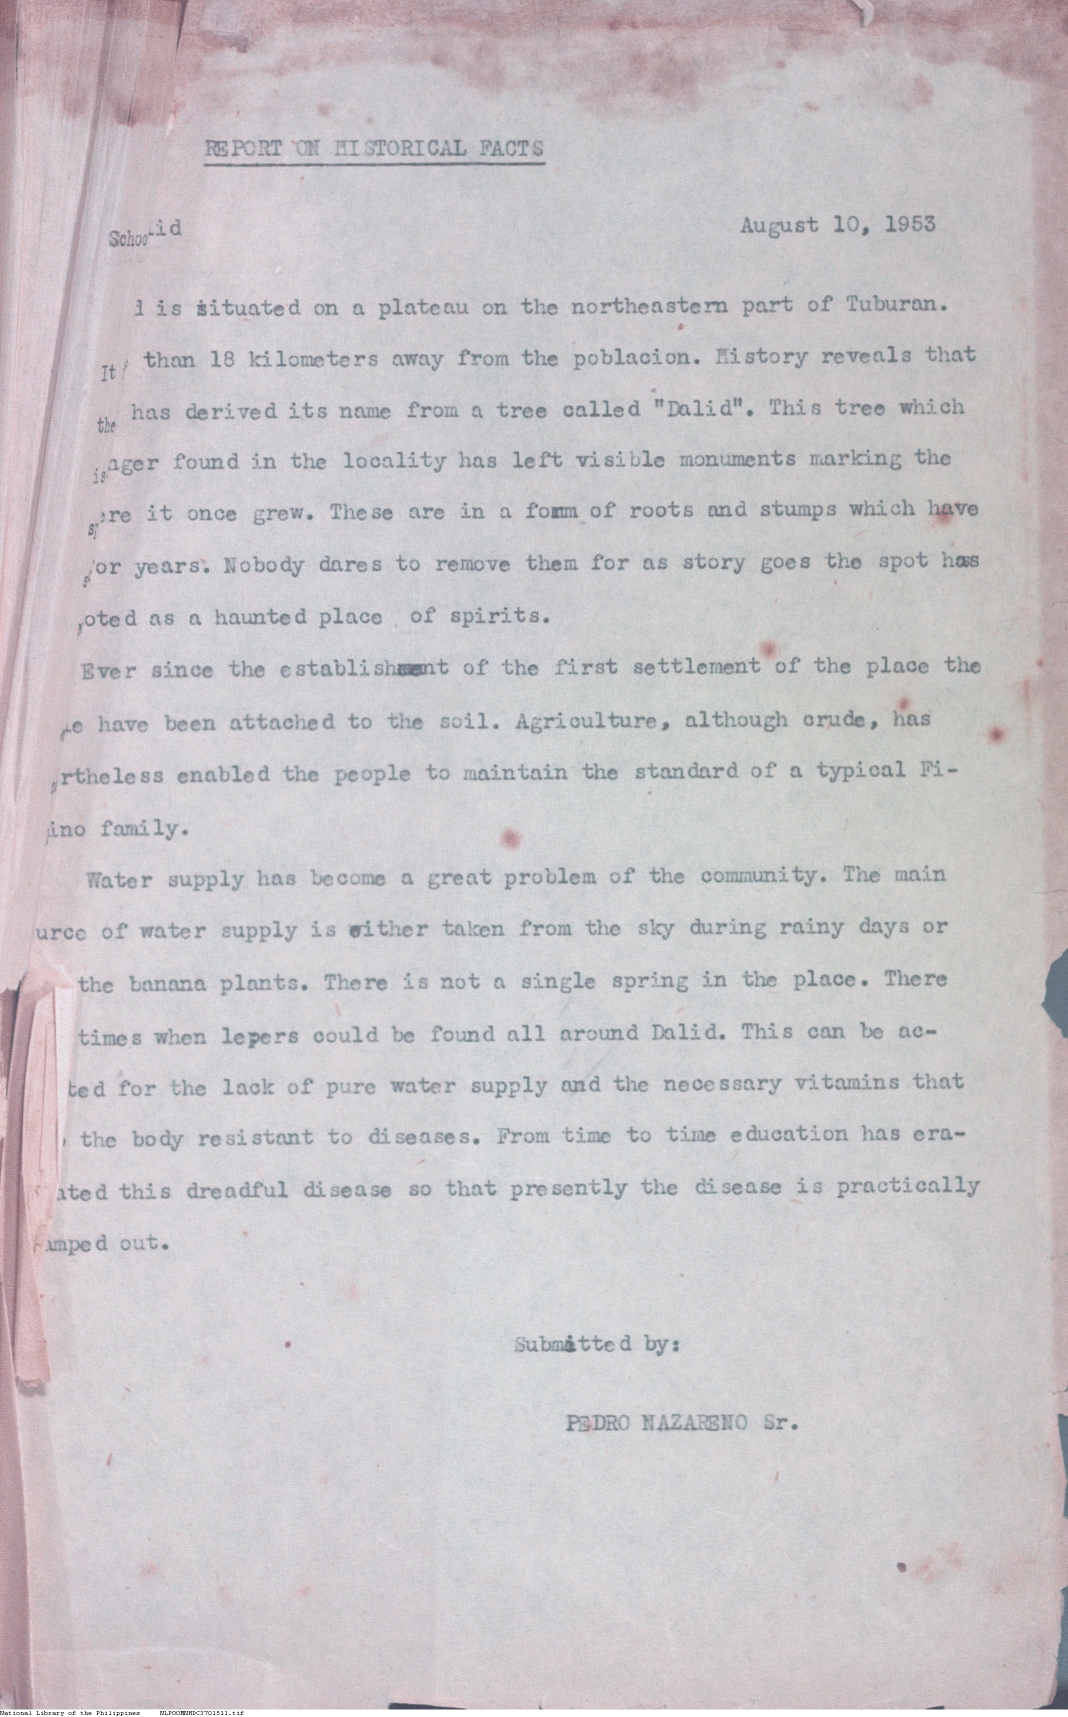 REPORT ON HISTORICAL FACTS
August 10, 1953
is situated on a plateau on the northeastern part of Tuburan.
It than 18 kilometers away from the poblacion. History reveals that
the has derived its name from a tree called "Dalid". This tree which
is nger found in the locality has left visible monuments marking the
ere it once grew. These are in a form of roots and stumps which have
or years. Nobody dares to remove them for as story goes the spot has
oted as a haunted place of spirits.
Ever since the establishment of the first settlement of the place the
le have been attached to the soil. Agriculture, although crude, has
rtheless enabled the people to maintain the standard of a typical Fi-
ino family.
Water supply has become a great problem of the community. The main
urce of water supply is either taken from the sky during rainy days or
the banana plants. There is not a single spring in the place. There
times when lepers could be found all around Dalid. This can be ac-
ted for the lack of pure water supply and the necessary vitamins that
the body resistant to diseases. From time to time education has era-
ated this dreadful disease so that presently the disease is practically
amped out.
Submitted by:
PEDRO NAZARENO Sr.
National Library of the Philippines NLPOOMNHDC3701511.tif